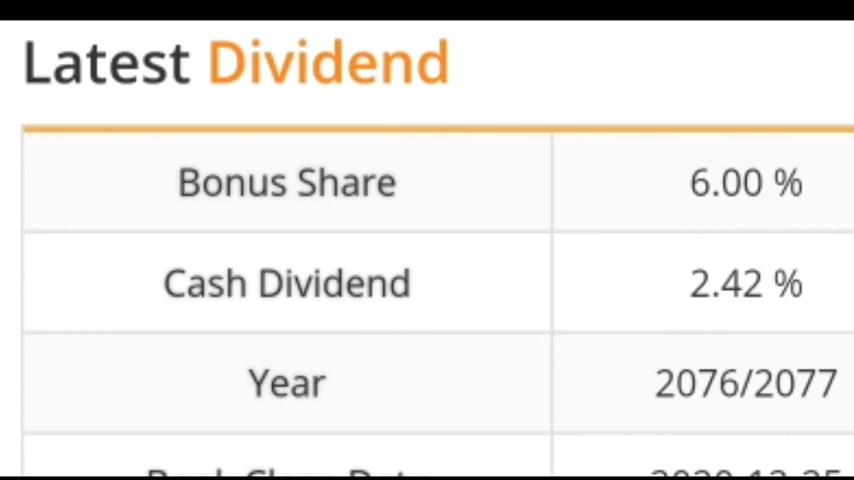 Latest Dividend
Bonus Share 6.00 %
Cash Dividend 2.42 %
Year 2076/2077